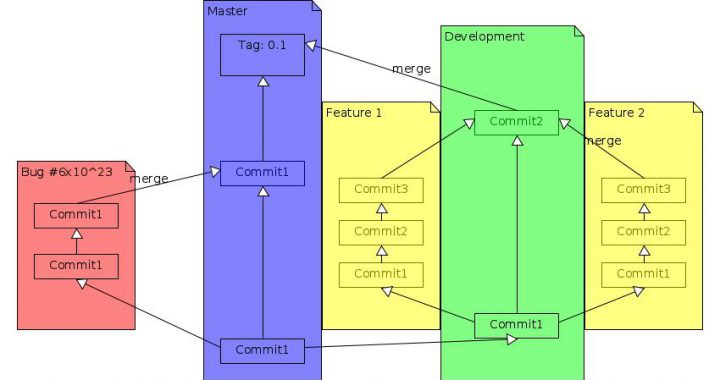 Master
Tag: 0.1
Development
merge
Feature 1
Commit2
Feature 2
merge
Bug #6x10^23
Commit1
merge
Commit3
Commit3
Commit1
Commit2
Commit2
Commit1
Commit1
Commit1
Commit1
Commit1